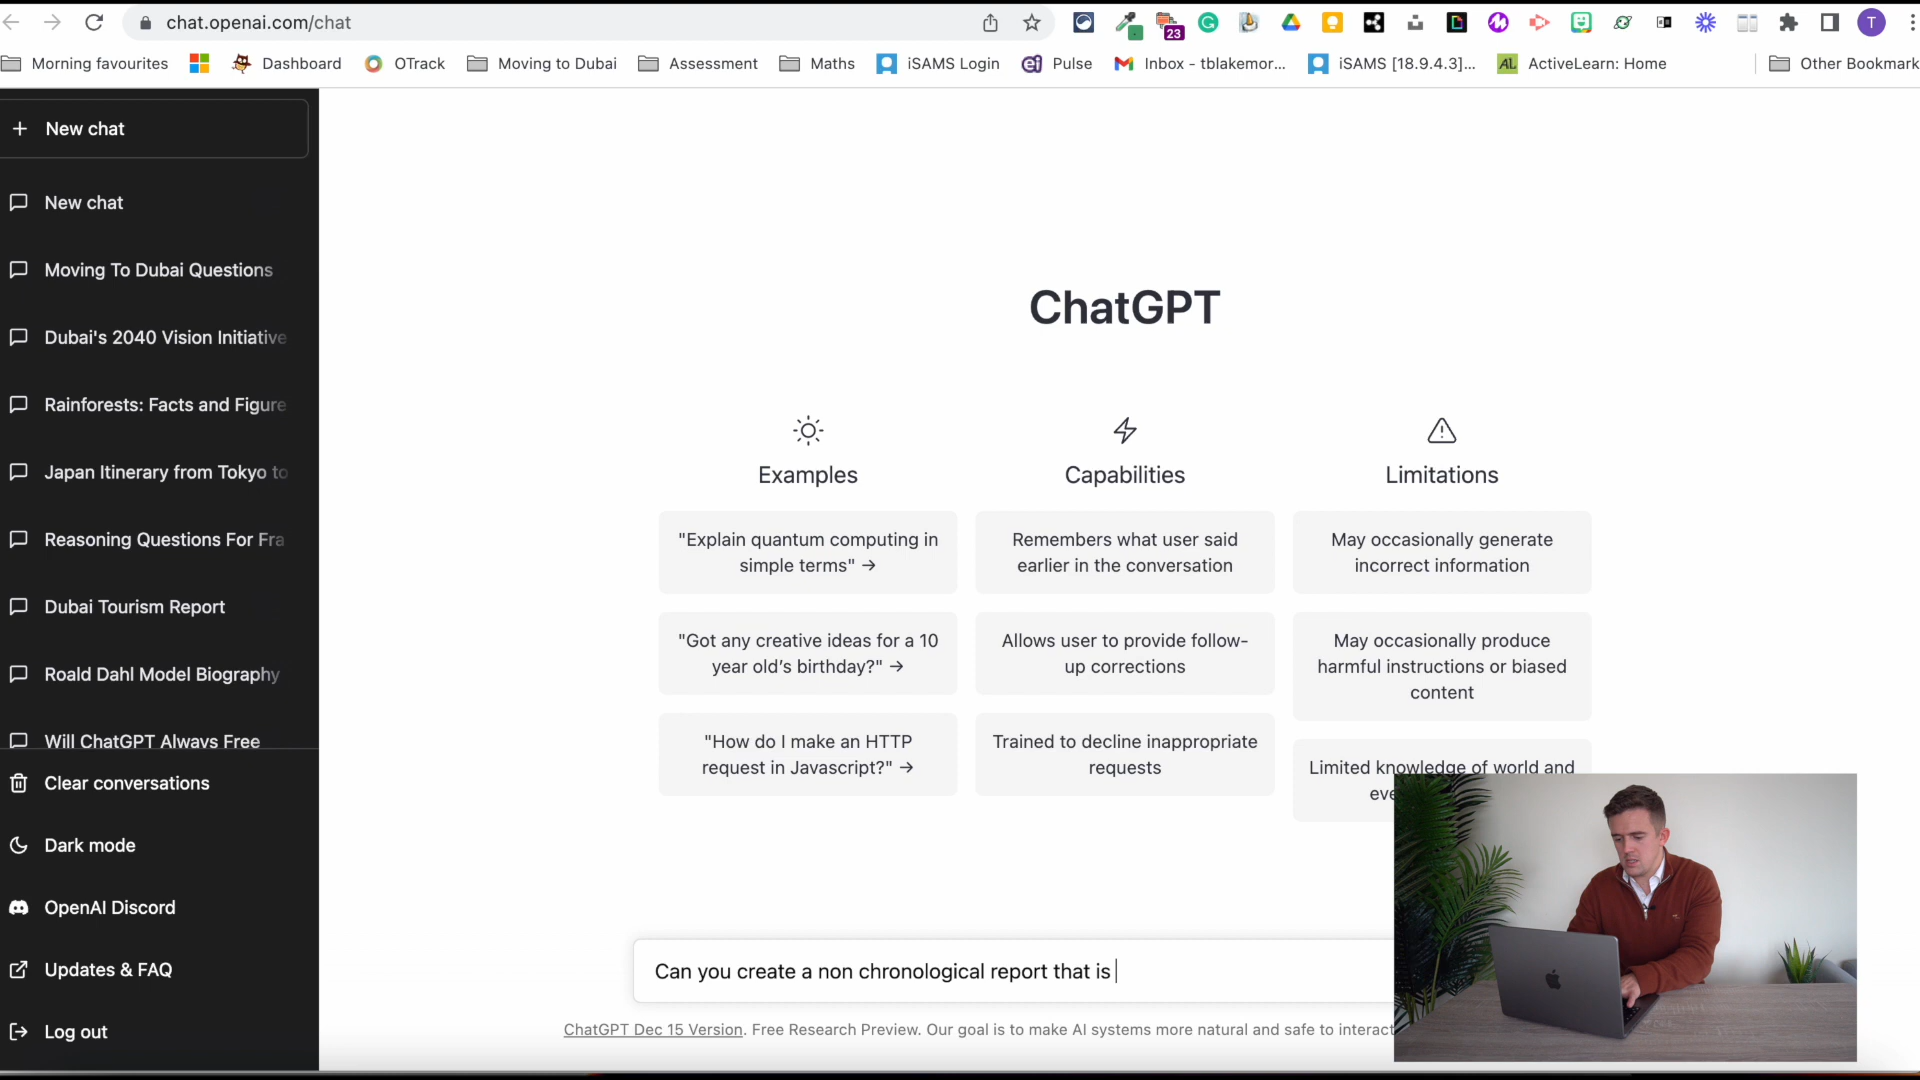 chat.openai.com/chat
23
T
Morning favourites
Dashboard
OTrack
Moving to Dubai
Assessment
Maths
iSAMS Login
Pulse
Inbox - tblakemor...
iSAMS [18.9.4.3]...
AL
ActiveLearn: Home
Other Bookmark
New chat
New chat
Moving To Dubai Questions
Dubai's 2040 Vision Initiative
Rainforests: Facts and Figure
Japan Itinerary from Tokyo to
Reasoning Questions For Fra
Dubai Tourism Report
Roald Dahl Model Biography
Will ChatGPT Always Free
Clear conversations
Dark mode
OpenAI Discord
Updates & FAQ
Log out
ChatGPT
Examples
"Explain quantum computing in
simple terms" →
"Got any creative ideas for a 10
year old's birthday?" →
"How do I make an HTTP
request in Javascript?" →
Capabilities
Remembers what user said
earlier in the conversation
Allows user to provide follow-
up corrections
Trained to decline inappropriate
requests
Limitations
May occasionally generate
incorrect information
May occasionally produce
harmful instructions or biased
content
Limited knowledge of world and
eve
Can you create a non chronological report that is
ChatGPT Dec 15 Version. Free Research Preview. Our goal is to make AI systems more natural and safe to interact